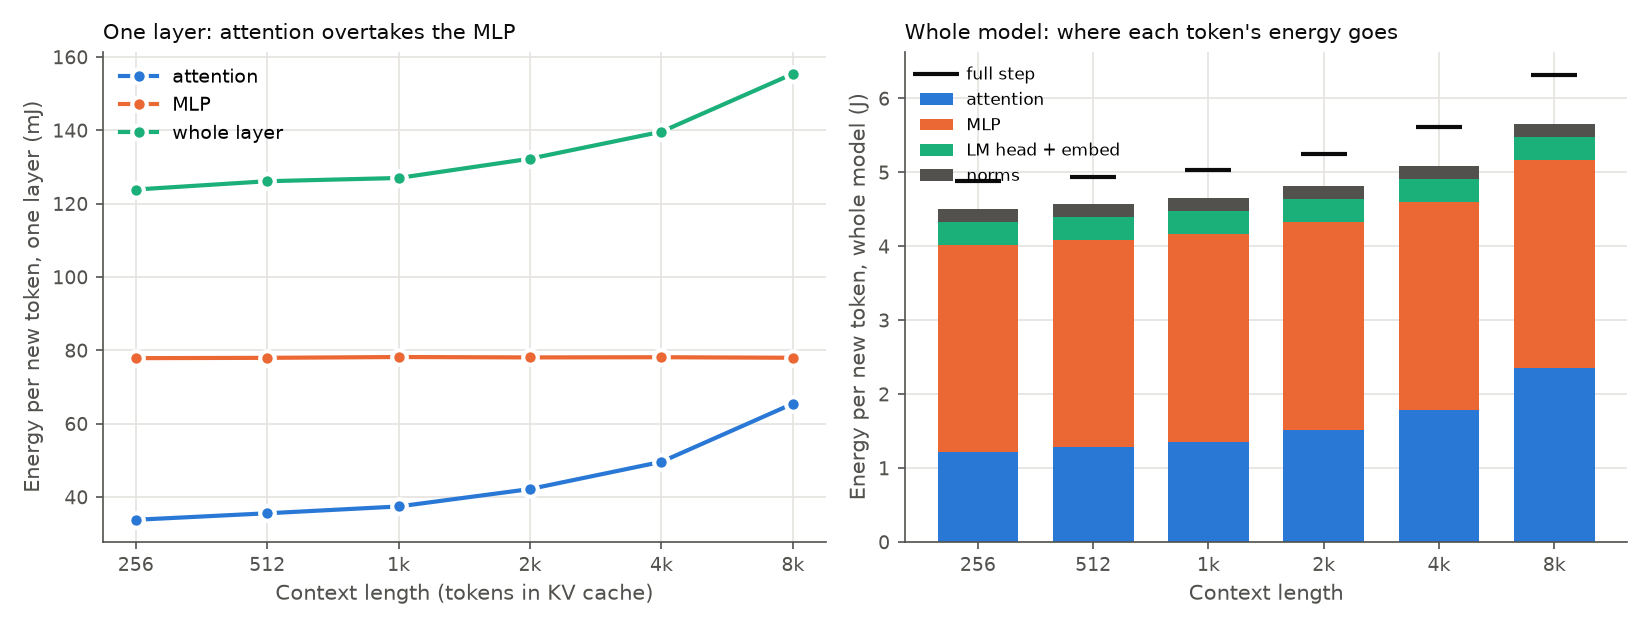 One layer: attention overtakes the MLP
Energy per new token, one layer (mJ)
160
140
120
100
80
60
40
attention
MLP
whole layer
256
512
1k
2k
4k
8k
Context length (tokens in KV cache)
Whole model: where each token's energy goes
Energy per new token, whole model (J)
6
5
4
3
2
1
0
full step
attention
MLP
LM head + embed
norms
256
512
1k
2k
4k
8k
Context length